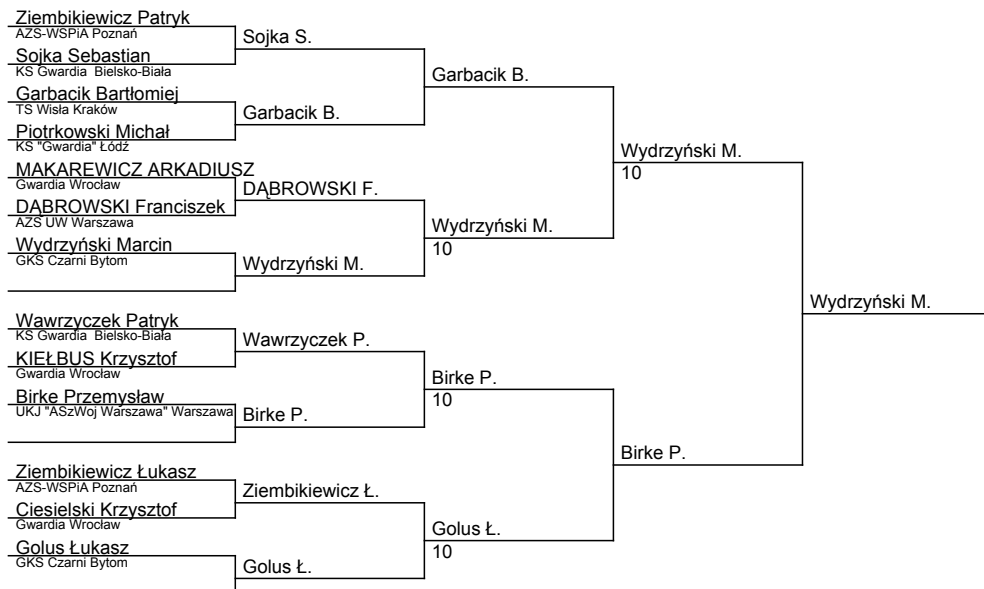 Ziembikiewicz Patryk
AZS-WSPiA Poznań
Sojka Sebastian
KS Gwardia  Bielsko-Biała
Garbacik Bartłomiej
TS Wisła Kraków
Piotrkowski Michał
KS "Gwardia" Łódź
MAKAREWICZ ARKADIUSZ
Gwardia Wrocław
DĄBROWSKI Franciszek
AZS UW Warszawa
Wydrzyński Marcin
GKS Czarni Bytom
Wawrzyczek Patryk
KS Gwardia  Bielsko-Biała
KIEŁBUS Krzysztof
Gwardia Wrocław
Birke Przemysław
UKJ "ASzWoj Warszawa" Warszawa
Ziembikiewicz Łukasz
AZS-WSPiA Poznań
Ciesielski Krzysztof
Gwardia Wrocław
Golus Łukasz
GKS Czarni Bytom
Sojka S.
Garbacik B.
DĄBROWSKI F.
Wydrzyński M.
Wawrzyczek P.
Birke P.
Ziembikiewicz Ł.
Golus Ł.
Garbacik B.
Wydrzyński M.
10
Birke P.
10
Golus Ł.
10
Wydrzyński M.
10
Birke P.
Wydrzyński M.